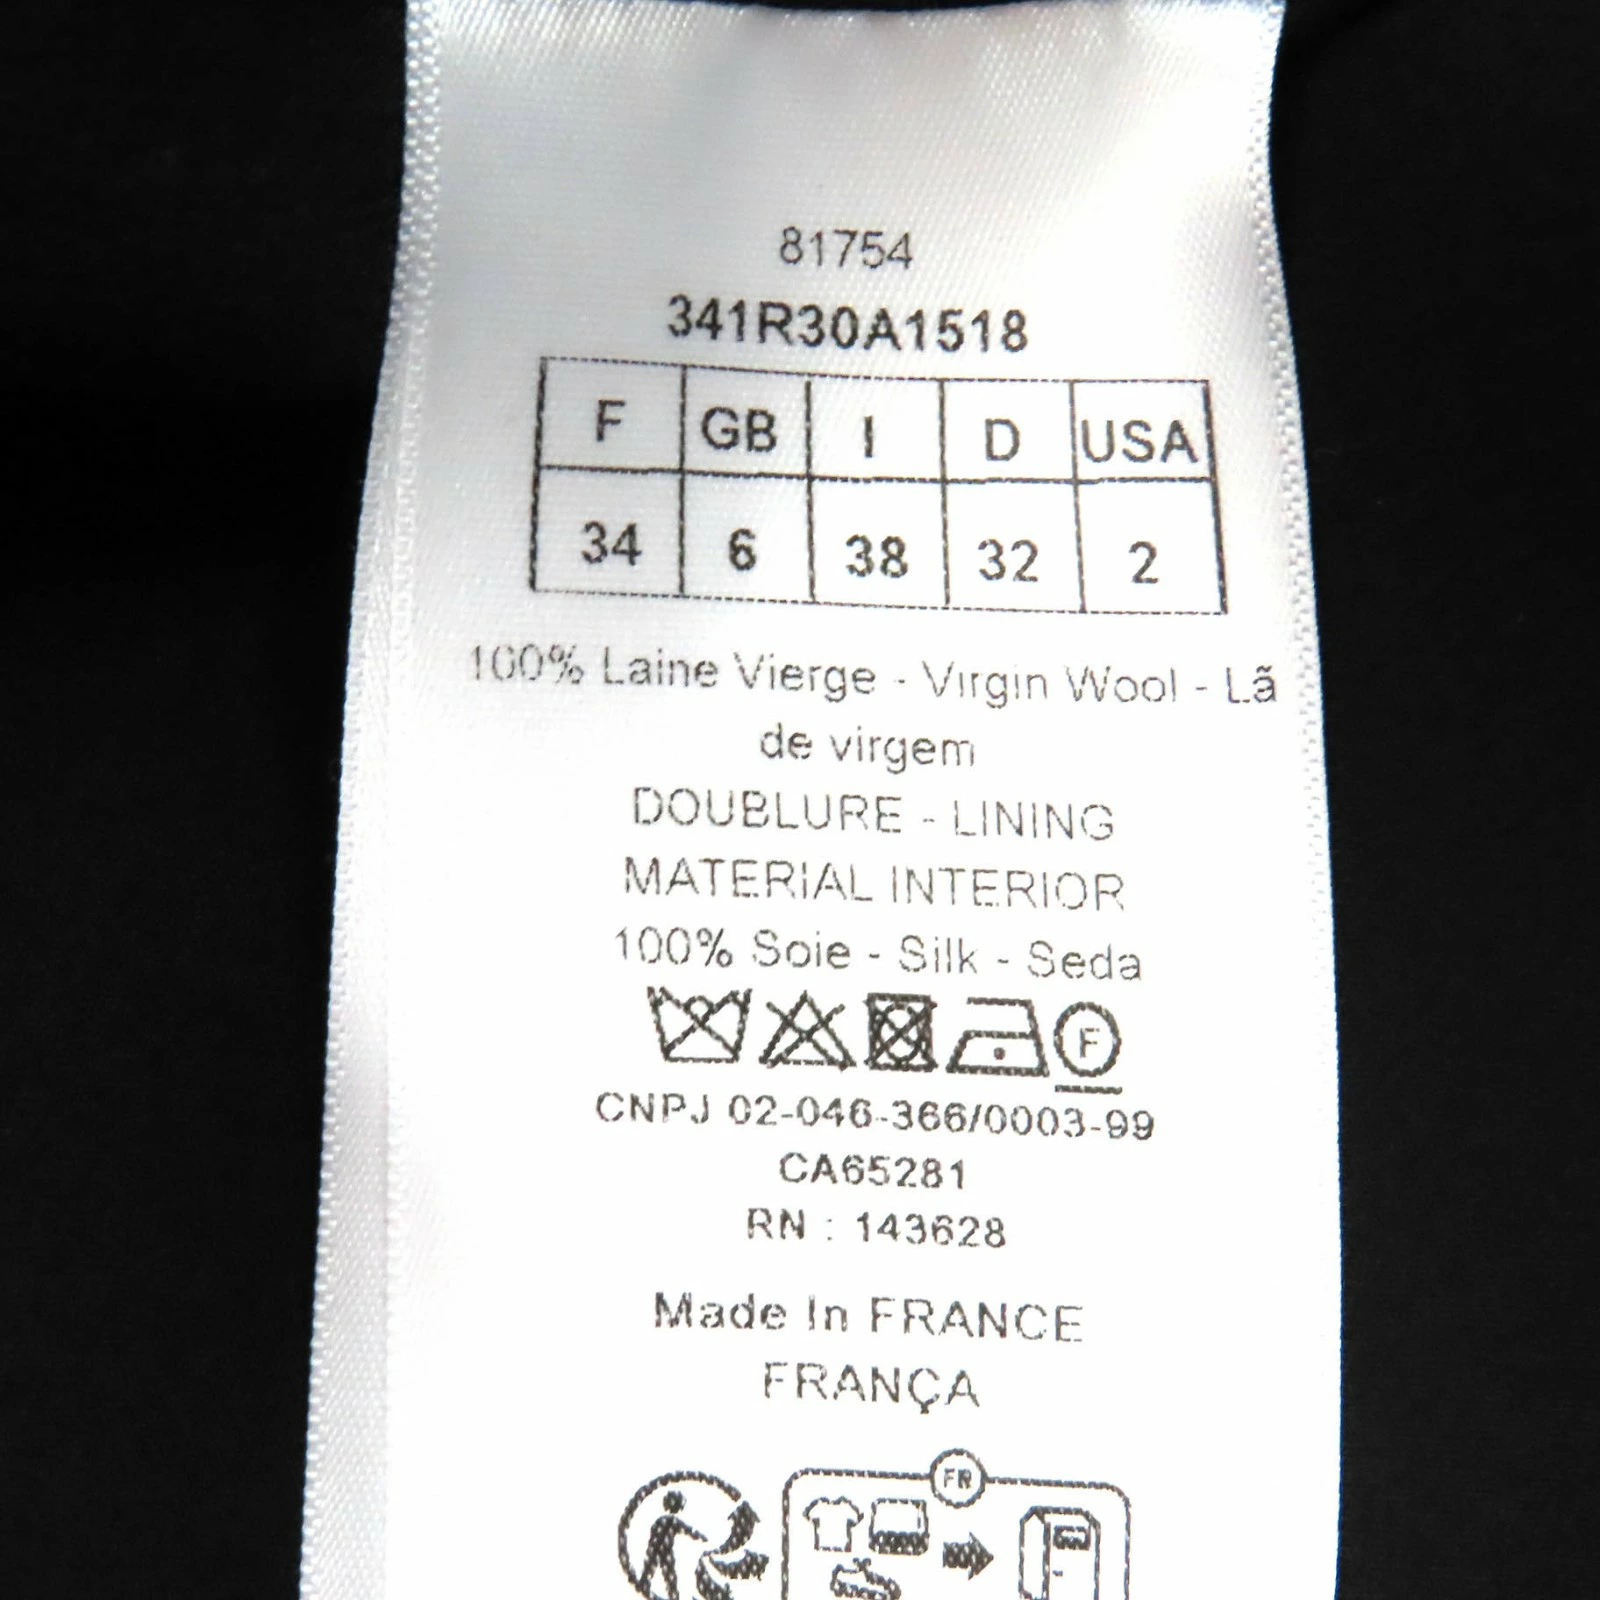 81754
341R30A1518
F GB I D USA
34 6 38 32 2
100% Laine Vierge - Virgin Wool - Lã
de virgem
DOUBLURE - LINING
MATERIAL INTERIOR
100% Soie - Silk - Seda
F
CNPJ 02-046-366/0003-99
CA65281
RN : 143628
Made In FRANCE
FRANÇA
FR